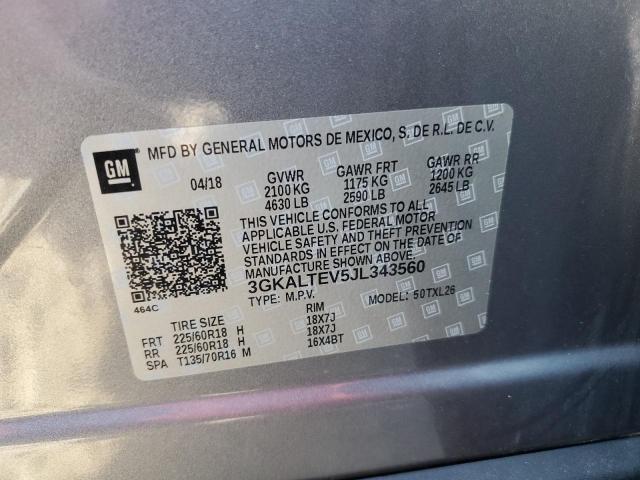 GM
MFD BY GENERAL MOTORS DE MEXICO, S. DE R.L. DE C.V.
04/18 GVWR GAWR FRT GAWR RR
2100 KG 1175 KG 1200 KG
4630 LB 2590 LB 2645 LB
THIS VEHICLE CONFORMS TO ALL
APPLICABLE U.S. FEDERAL MOTOR
VEHICLE SAFETY AND THEFT PREVENTION
STANDARDS IN EFFECT ON THE DATE OF
MANUFACTURE SHOWN ABOVE.
3GKALTEV5JL343560
TYPE: M.P.V. MODEL: 50TXL26
464C
TIRE SIZE RIM
FRT 225/60R18 H 18X7J
RR 225/60R18 H 18X7J
SPA T135/70R16 M 16X4BT